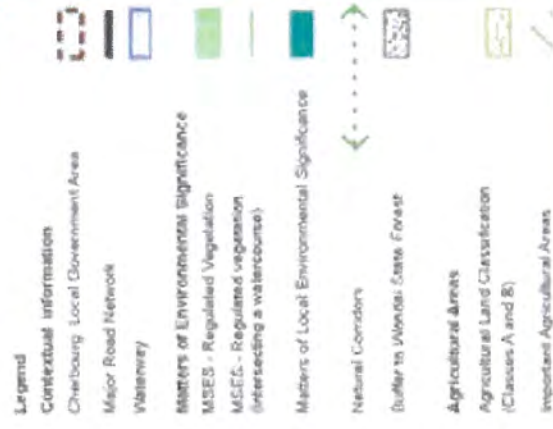 Legend
Contextual information
Cherbourg Local Government Area
Major Road Network
Waterway
Matters of Environmental Significance
MSES - Regulated Vegetation
MSES - Regulated vegetation
(intersecting a watercourse)
Matters of Local Environmental Significance
Natural Corridors
Buffer to Wondai State Forest
Agricultural Areas
Agricultural Land Classification
(Classes A and B)
Important Agricultural Areas